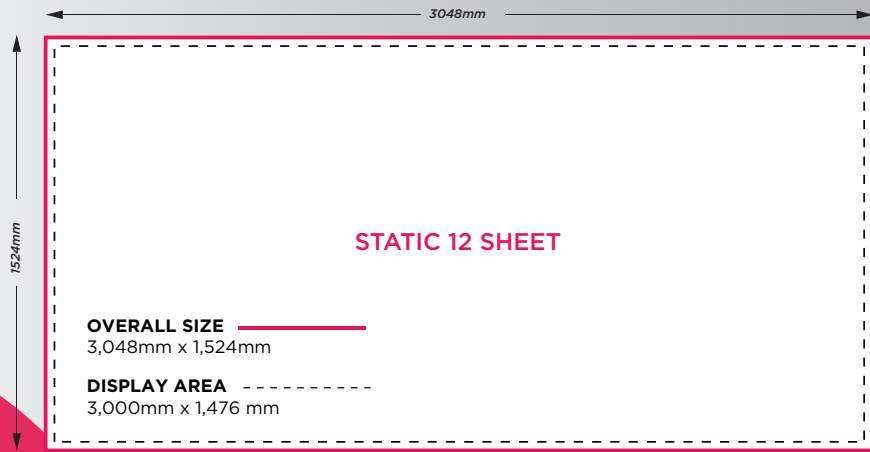 3048mm
1524mm
STATIC 12 SHEET
OVERALL SIZE
3,048mm x 1,524mm
DISPLAY AREA
3,000mm x 1,476 mm